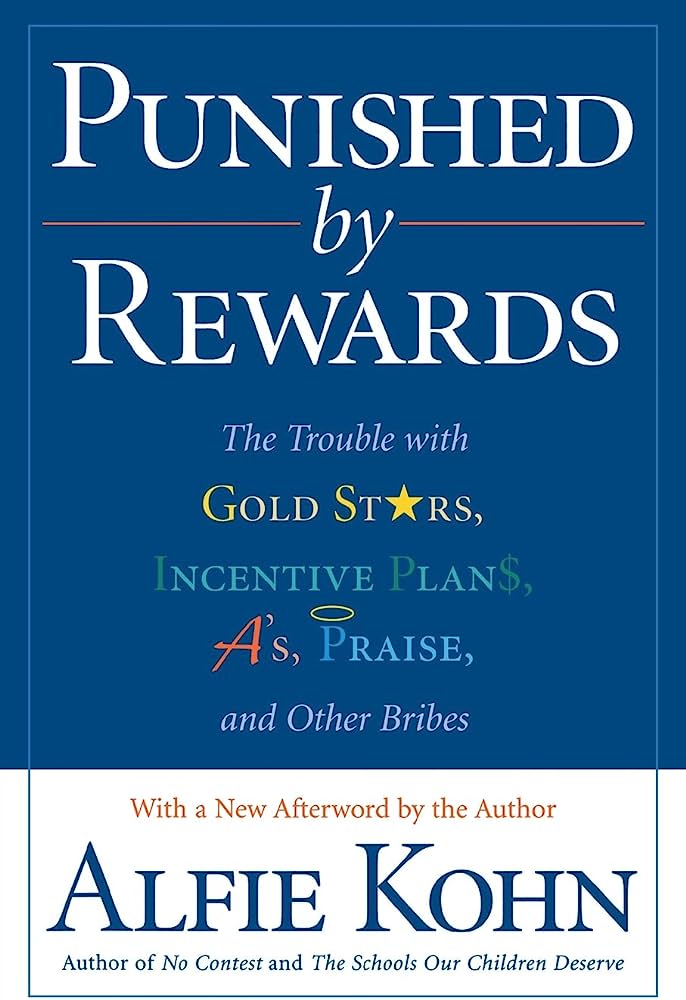 PUNISHED
by
REWARDS
The Trouble with
GOLD ST★RS,
INCENTIVE PLAN$,
A's, PRAISE,
and Other Bribes
With a New Afterword by the Author
ALFIE KOHN
Author of No Contest and The Schools Our Children Deserve